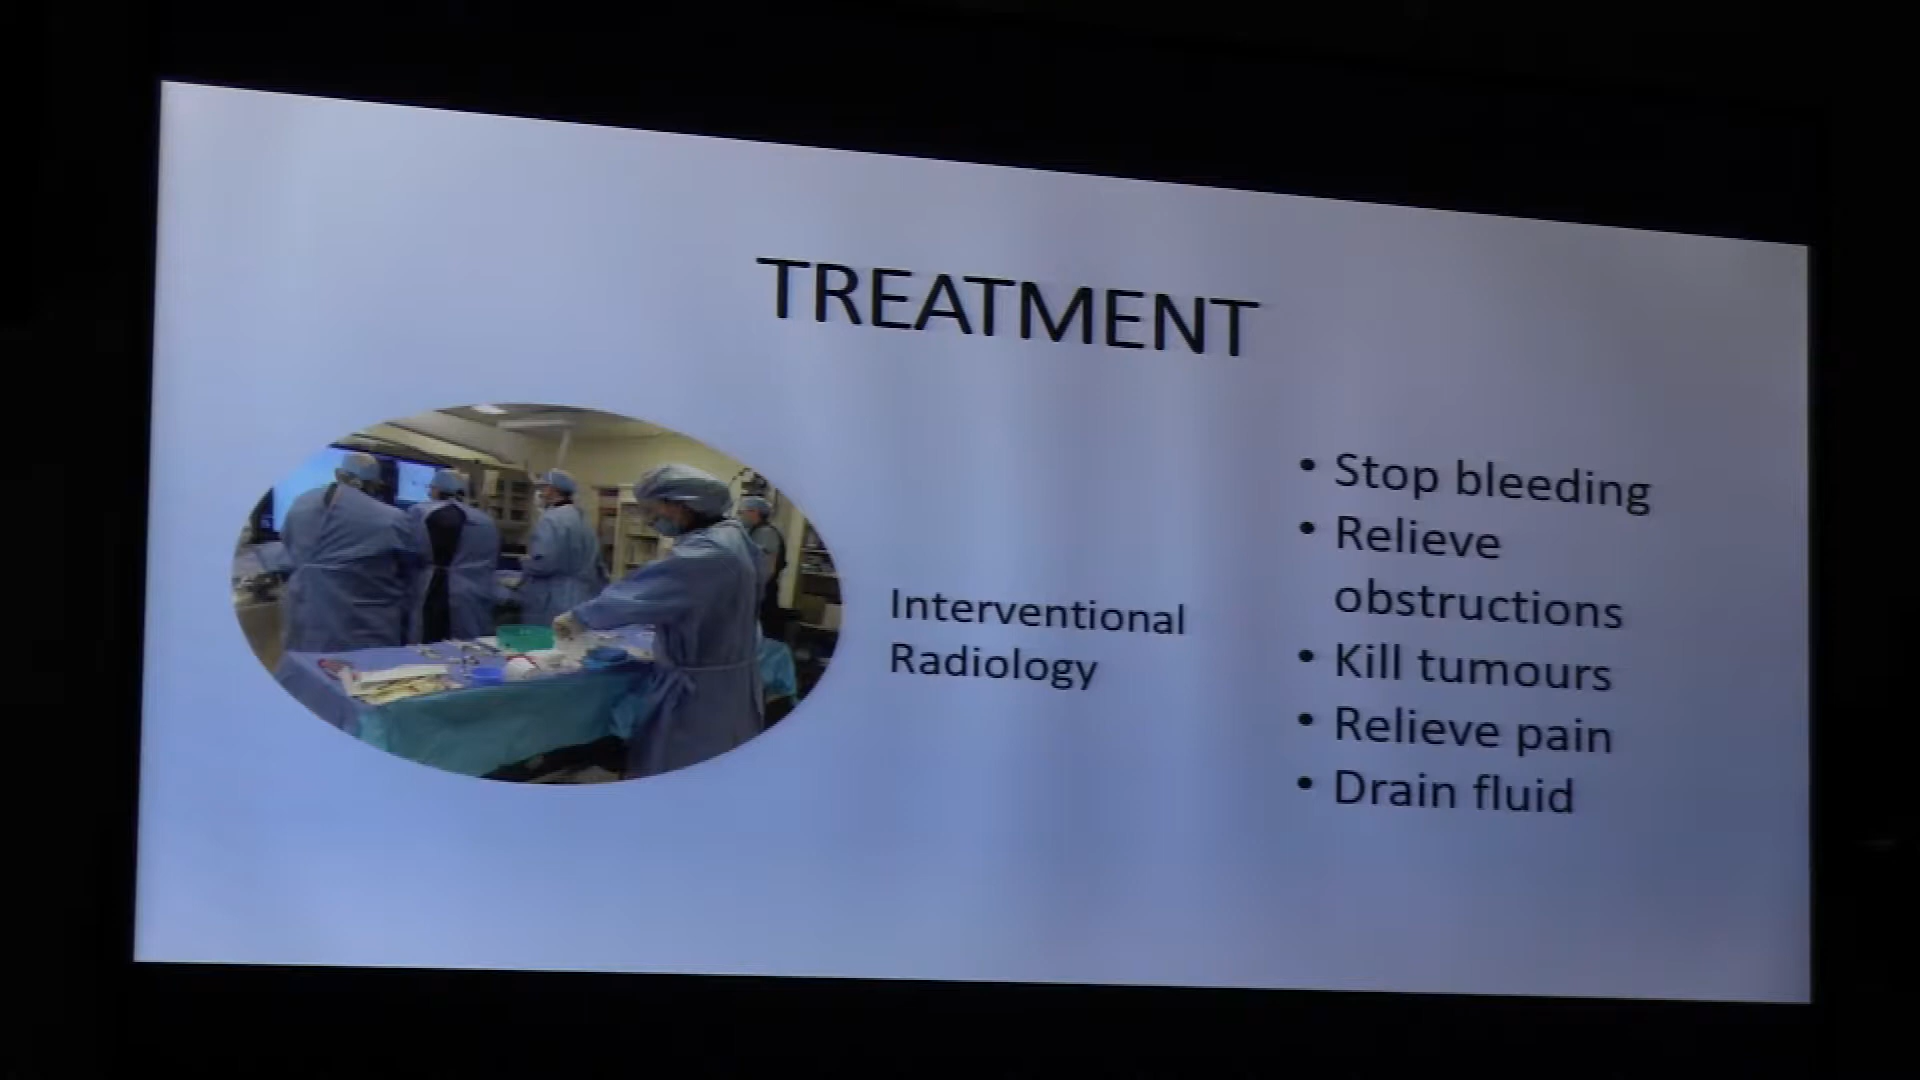 TREATMENT
Interventional
Radiology
• Stop bleeding
• Relieve
obstructions
• Kill tumours
• Relieve pain
• Drain fluid